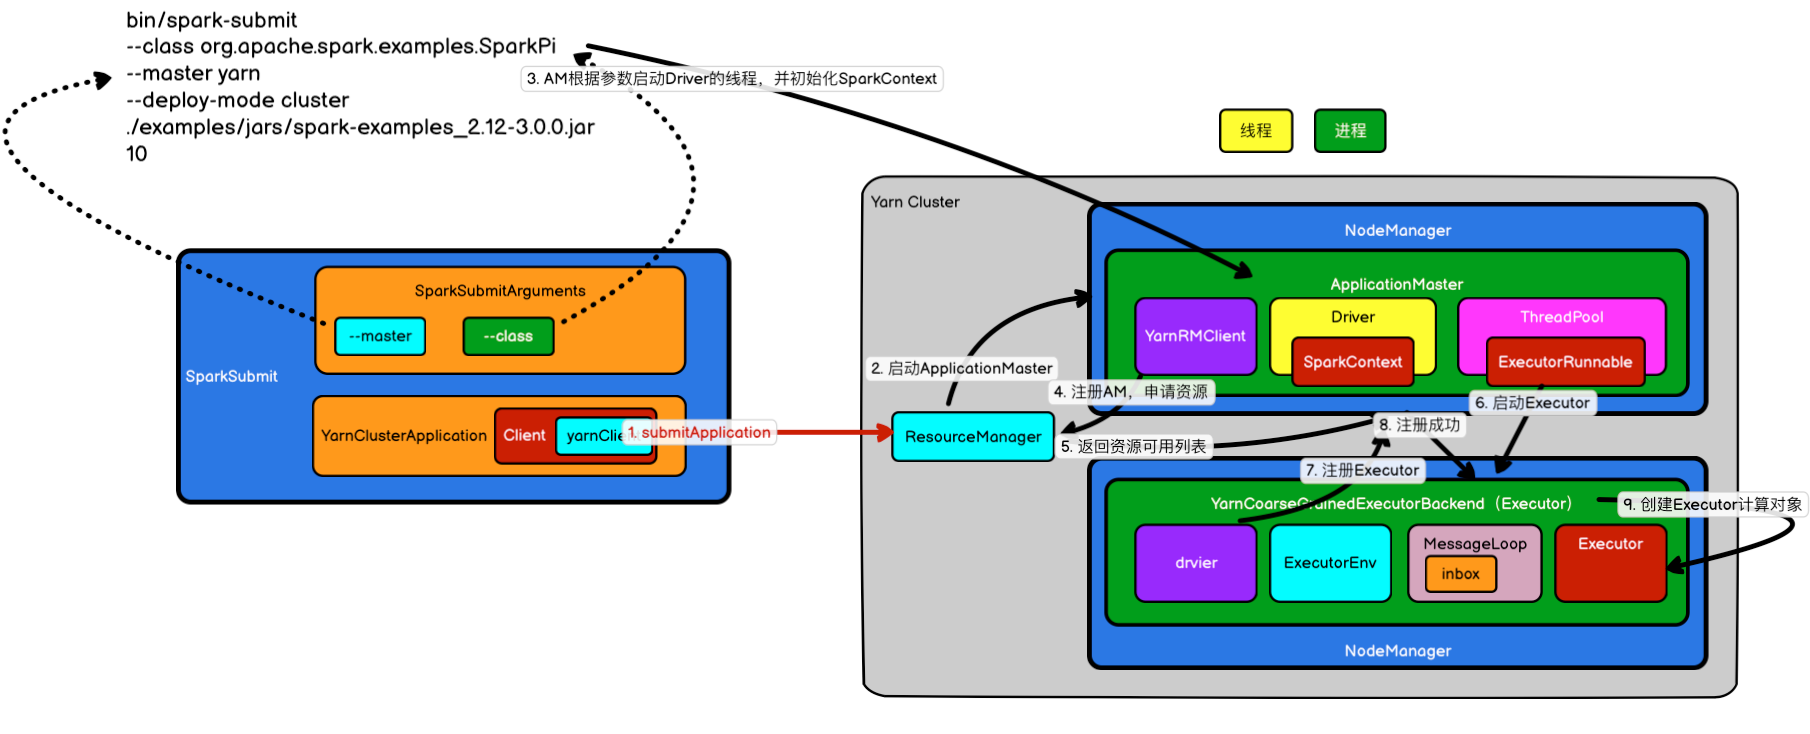 bin/spark-submit
--class org.apache.spark.examples.SparkPi
--master yarn
--deploy-mode cluster
./examples/jars/spark-examples_2.12-3.0.0.jar
10
3. AM根据参数启动Driver的线程，并初始化SparkContext
线程
进程
Yarn Cluster
NodeManager
ApplicationMaster
YarnRMClient
Driver
SparkContext
ThreadPool
ExecutorRunnable
SparkSubmitArguments
--master
--class
SparkSubmit
YarnClusterApplication
Client
yarnClient
1. submitApplication
2. 启动ApplicationMaster
4. 注册AM，申请资源
ResourceManager
5. 返回资源可用列表
6. 启动Executor
8. 注册成功
7. 注册Executor
YarnCoarseGrainedExecutorBackend（Executor）
9. 创建Executor计算对象
drvier
ExecutorEnv
MessageLoop
inbox
Executor
NodeManager